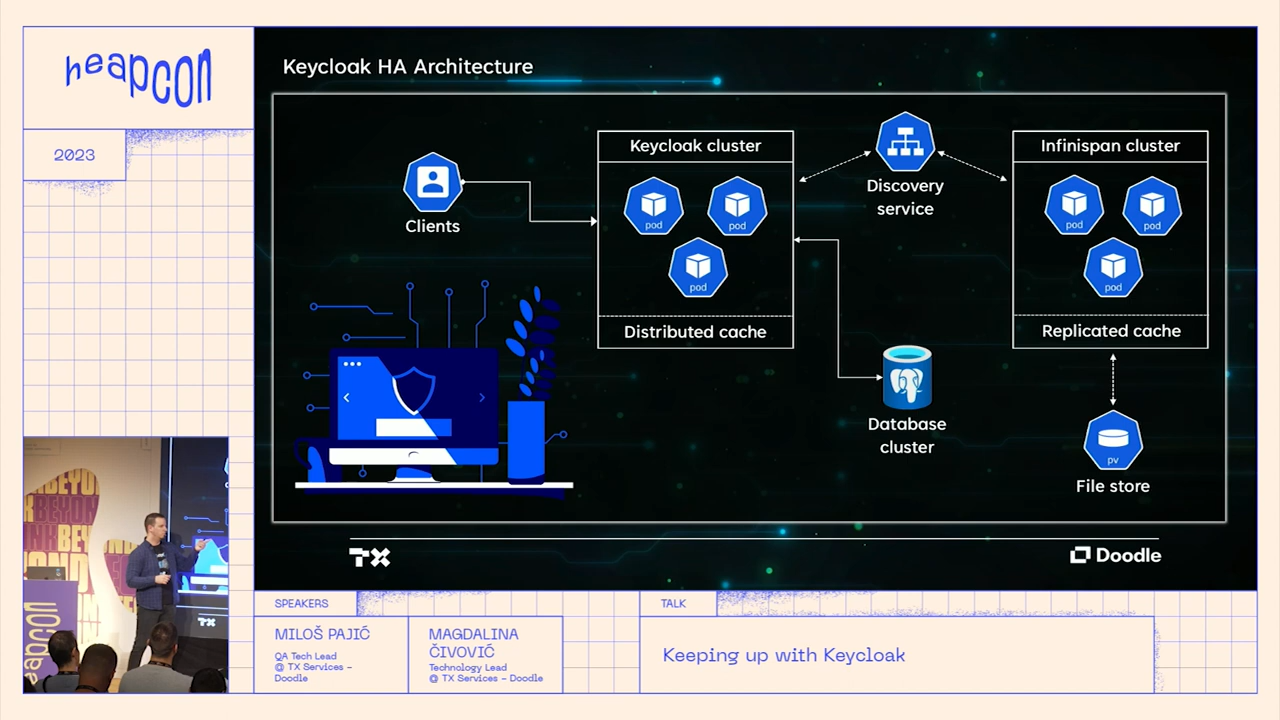 heapcon
2023
Keycloak HA Architecture
Clients
Keycloak cluster
pod
pod
pod
Distributed cache
Discovery
service
Database
cluster
Infinispan cluster
pod
pod
pod
Replicated cache
pv
File store
TX
Doodle
SPEAKERS
MILOŠ PAJIĆ
QA Tech Lead
@ TX Services –
Doodle
MAGDALINA
ČIVOVIĆ
Technology Lead
@ TX Services – Doodle
TALK
Keeping up with Keycloak